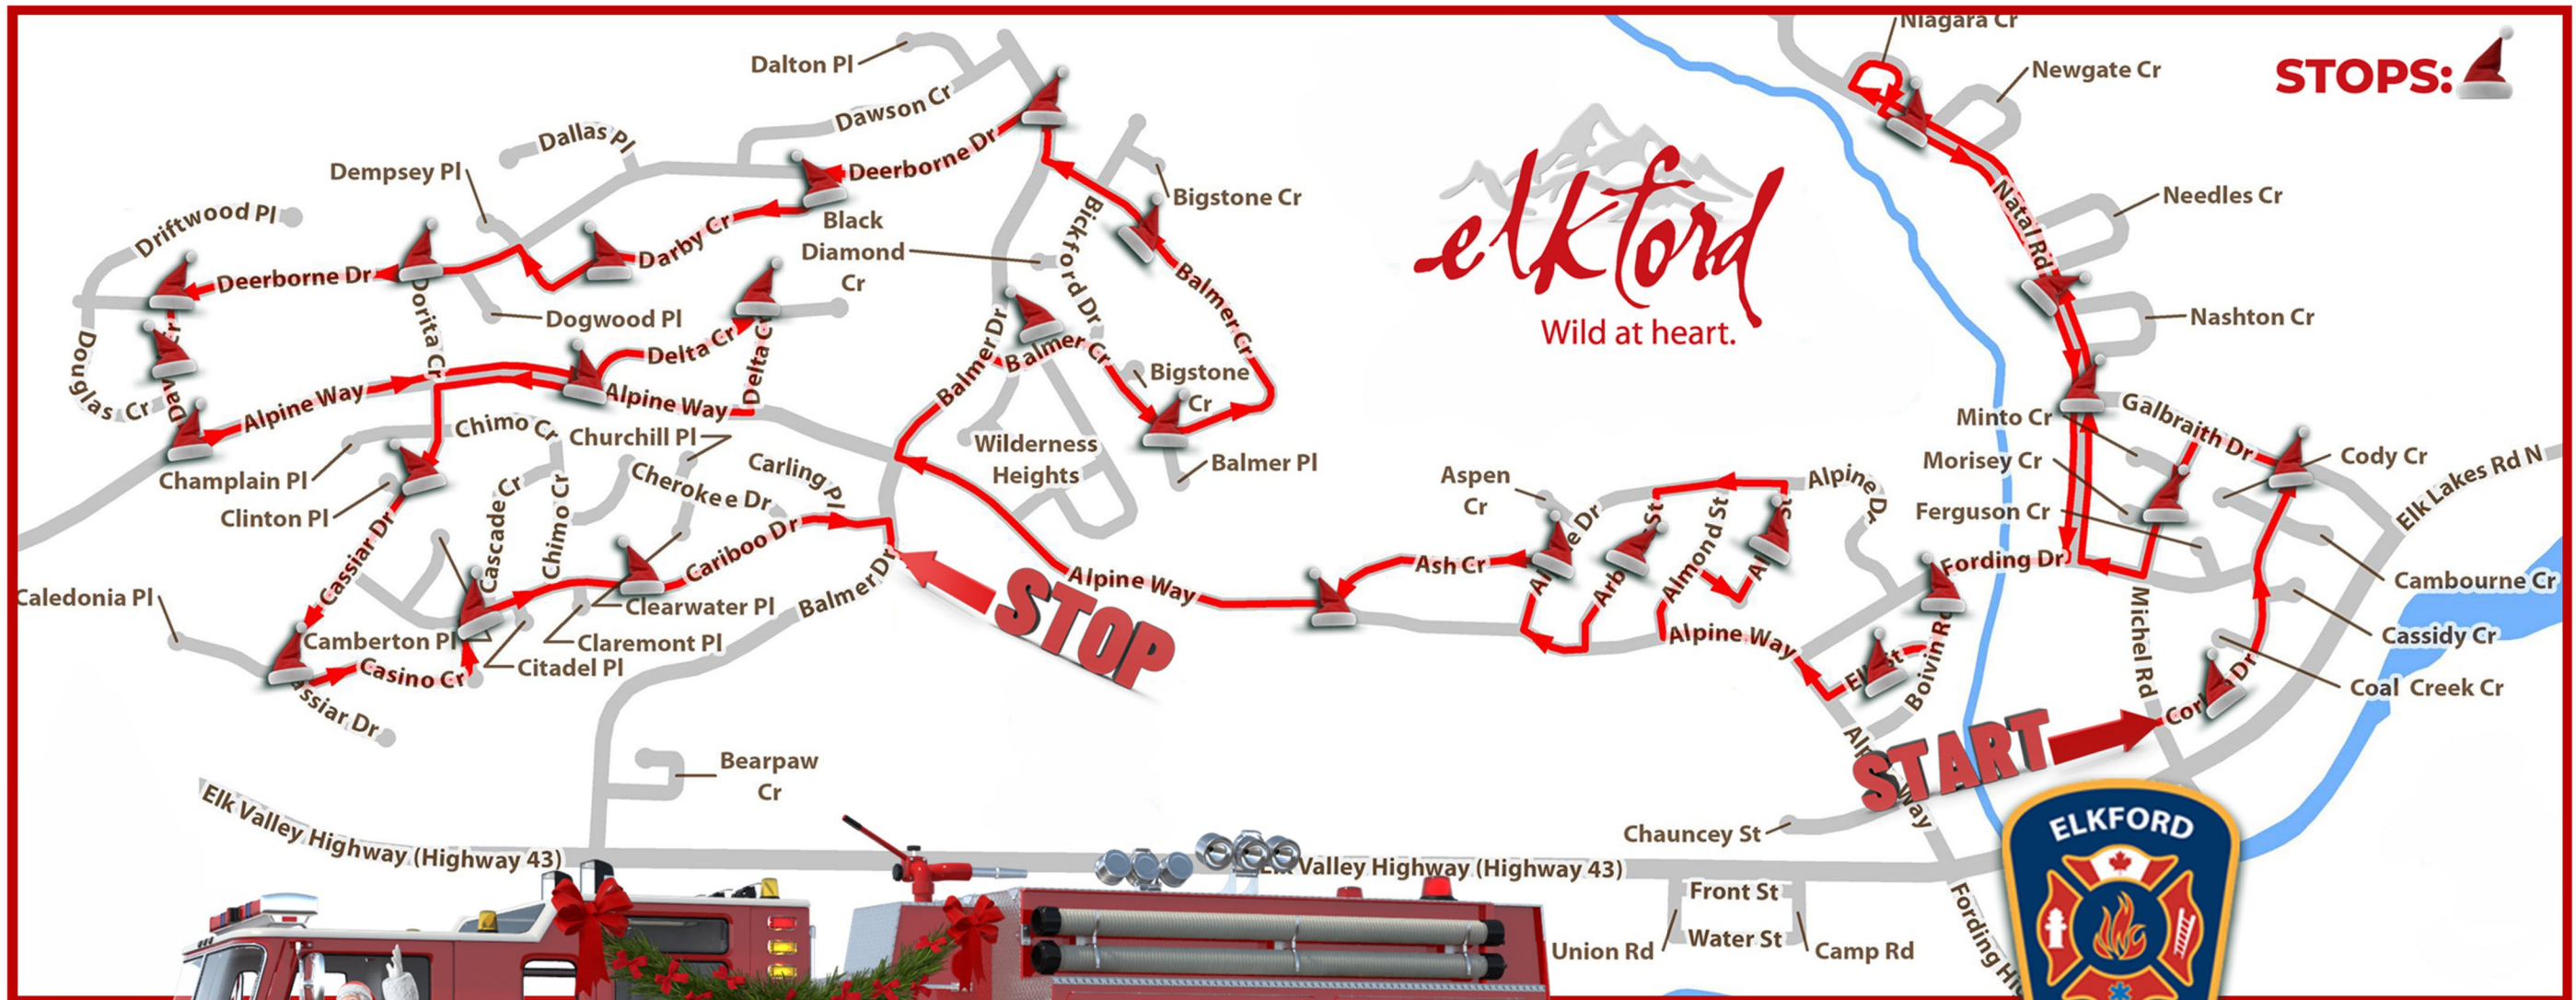 Niagara Cr
Newgate Cr
STOPS:
Dalton Pl
Dawson Cr
Dallas Pl
Dempsey Pl
Deerborne Dr
Bigstone Cr
Needles Cr
Natal Rd
Driftwood Pl
Black
Diamond
Cr
Darby Cr
Bickford Dr
elkford
Wild at heart.
Deerborne Dr
Dorita Cr
Dogwood Pl
Balmer Cr
Nashton Cr
Douglas Cr
Delta Cr
Delta Cr
Balmer Dr
Balmer Cr
Bigstone
Cr
Alpine Way
Alpine Way
Minto Cr
Galbraith Dr
Chimo Cr
Churchill Pl
Wilderness
Heights
Balmer Pl
Cody Cr
Champlain Pl
Clinton Pl
Cascade Cr
Chimo Cr
Cherokee Dr
Carling Pl
Aspen
Cr
Alpine Dr
Morisey Cr
Elk Lakes Rd N
Ferguson Cr
Cassiar Dr
Cariboo Dr
Almond St
Ash Cr
Fording Dr
Cambourne Cr
Caledonia Pl
Clearwater Pl
Balmer Dr
Alpine Way
STOP
Camberton Pl
Claremont Pl
Citadel Pl
Casino Cr
Alpine Way
Boivin Rd
Michel Rd
Cassidy Cr
Coal Creek Cr
START
Bearpaw
Cr
Elk Valley Highway (Highway 43)
Chauncey St
Valley Highway (Highway 43)
Front St
Water St
Union Rd
Camp Rd
Fording
ELKFORD